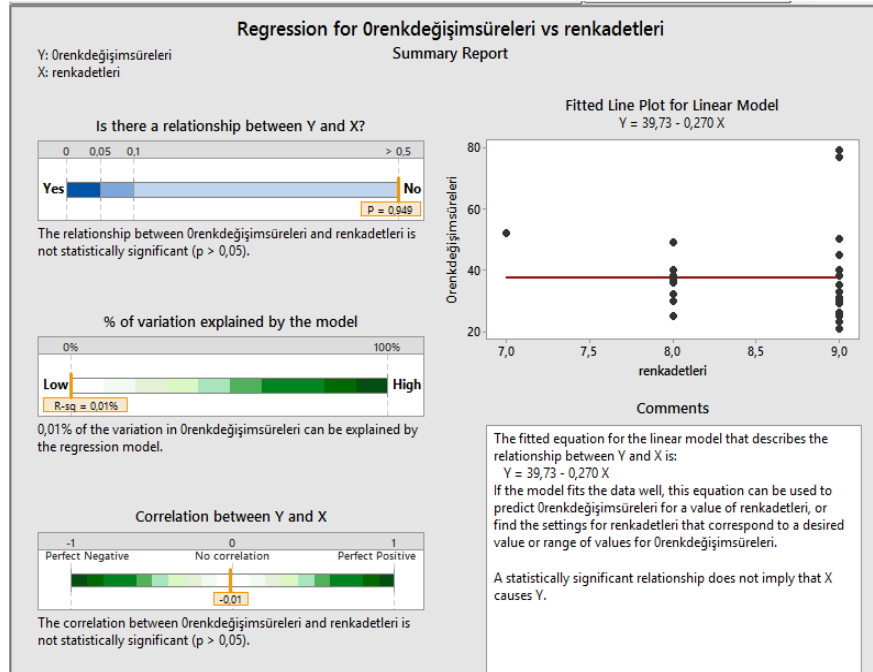 Regression for 0renkdeğişimsüreleri vs renkadetleri
Summary Report
Y: 0renkdeğişimsüreleri
X: renkadetleri
Is there a relationship between Y and X?
0 0,05 0,1 > 0,5
Yes No
P = 0,949
The relationship between 0renkdeğişimsüreleri and renkadetleri is
not statistically significant (p > 0,05).
% of variation explained by the model
0% 100%
Low High
R-sq = 0,01%
0,01% of the variation in 0renkdeğişimsüreleri can be explained by
the regression model.
Correlation between Y and X
-1 0 1
Perfect Negative No correlation Perfect Positive
-0,01
The correlation between 0renkdeğişimsüreleri and renkadetleri is
not statistically significant (p > 0,05).
Fitted Line Plot for Linear Model
Y = 39,73 - 0,270 X
80
60
40
20
0renkdeğişimsüreleri
7,0 7,5 8,0 8,5 9,0
renkadetleri
Comments
The fitted equation for the linear model that describes the
relationship between Y and X is:
Y = 39,73 - 0,270 X
If the model fits the data well, this equation can be used to
predict 0renkdeğişimsüreleri for a value of renkadetleri, or
find the settings for renkadetleri that correspond to a desired
value or range of values for 0renkdeğişimsüreleri.
A statistically significant relationship does not imply that X
causes Y.